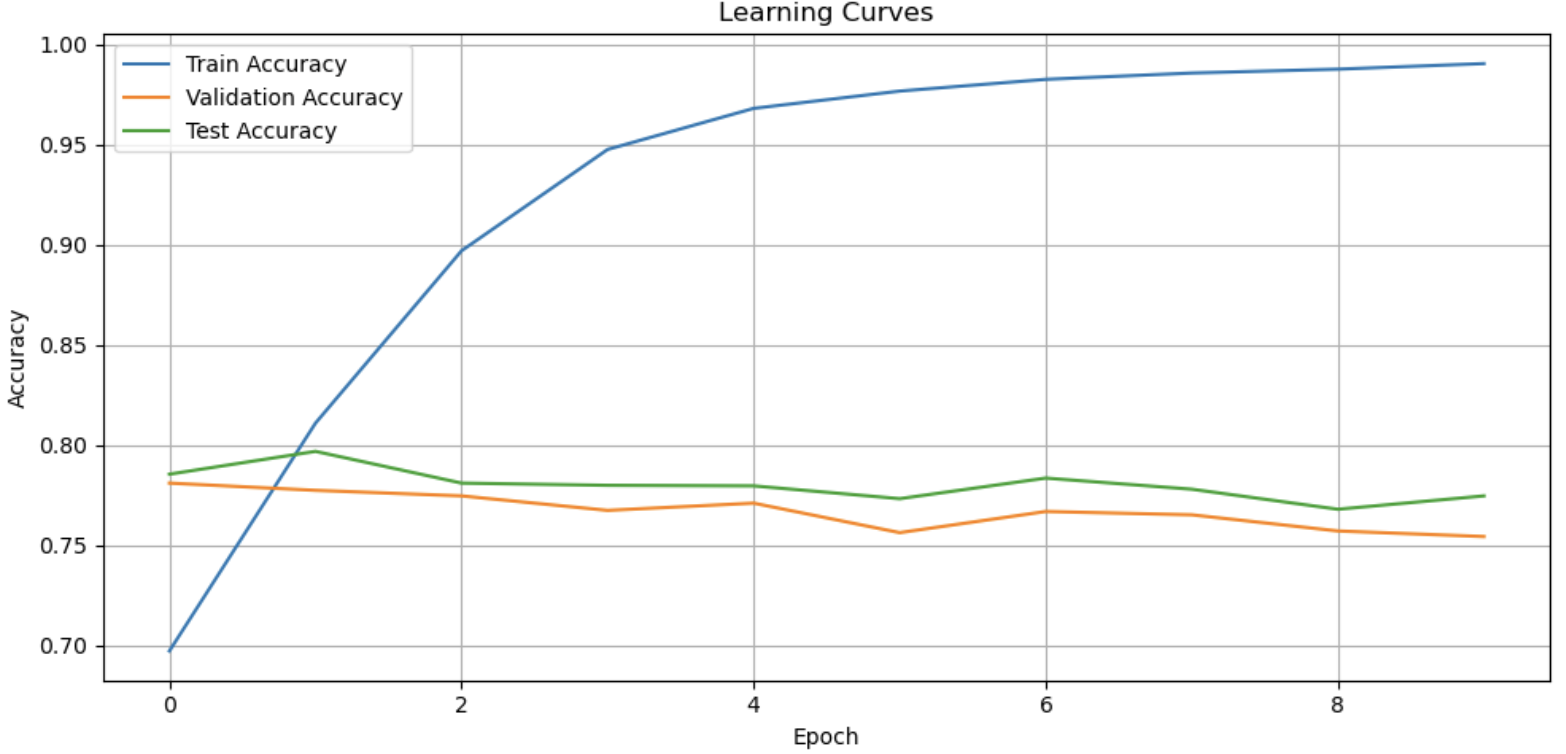 Learning Curves
1.00
0.95
0.90
0.85
0.80
0.75
0.70
Accuracy
Train Accuracy
Validation Accuracy
Test Accuracy
0 2 4 6 8
Epoch